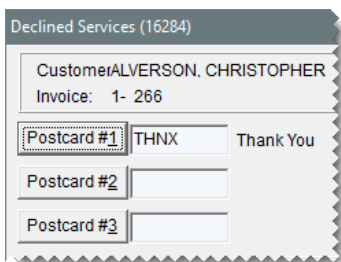 Declined Services (16284)
CustomerALVERSON, CHRISTOPHER
Invoice: 1- 266
Postcard #1 THNX Thank You
Postcard #2
Postcard #3